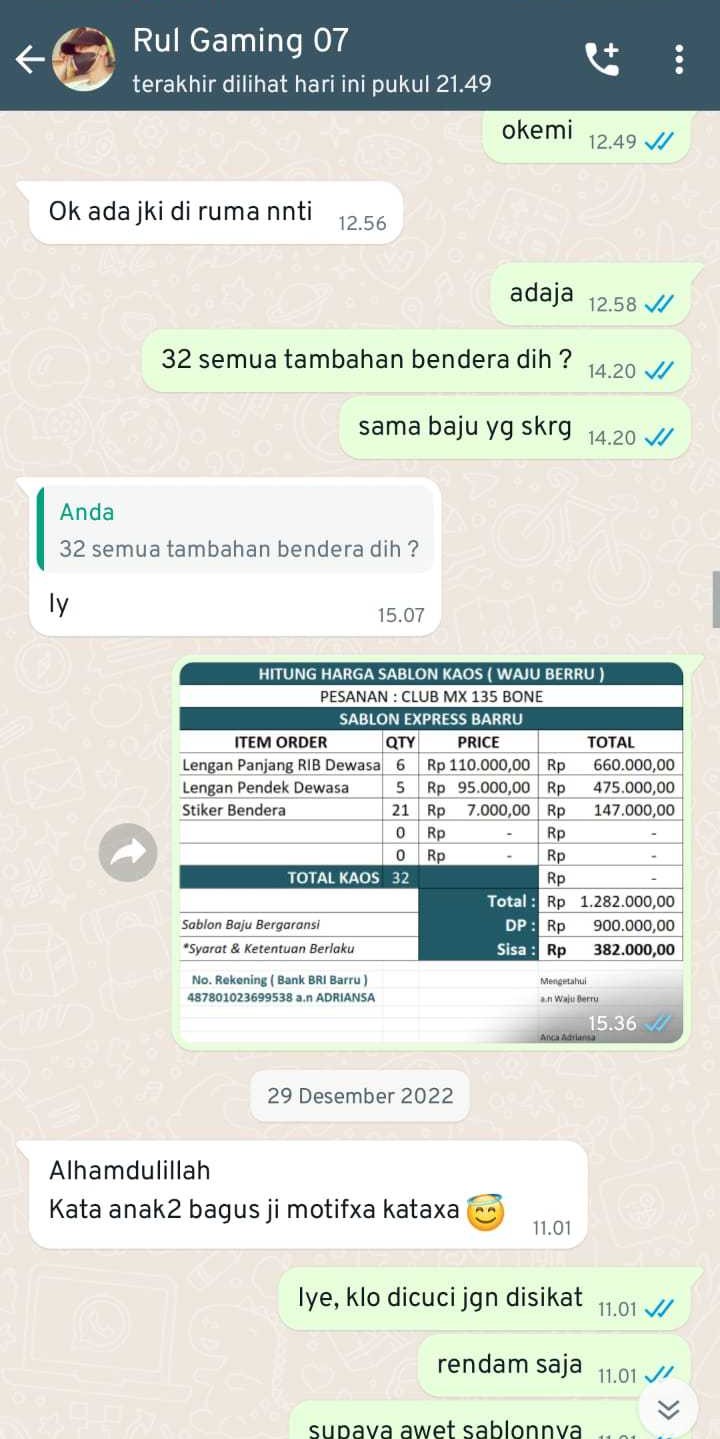 Rul Gaming 07
terakhir dilihat hari ini pukul 21.49
okemi 12.49
Ok ada jki di ruma nnti 12.56
adaja 12.58
32 semua tambahan bendera dih ? 14.20
sama baju yg skrg 14.20
Anda
32 semua tambahan bendera dih ?
Iy 15.07
HITUNG HARGA SABLON KAOS ( WAJU BERRU )
PESANAN : CLUB MX 135 BONE
SABLON EXPRESS BARRU
ITEM ORDER QTY PRICE TOTAL
Lengan Panjang RIB Dewasa 6 Rp 110.000,00 Rp 660.000,00
Lengan Pendek Dewasa 5 Rp 95.000,00 Rp 475.000,00
Stiker Bendera 21 Rp 7.000,00 Rp 147.000,00
0 Rp - Rp -
0 Rp - Rp -
TOTAL KAOS 32 Rp -
Total : Rp 1.282.000,00
Sablon Baju Bergaransi DP : Rp 900.000,00
*Syarat & Ketentuan Berlaku Sisa : Rp 382.000,00
No. Rekening ( Bank BRI Barru ) Mengetahui
487801023699538 a.n ADRIANSA a.n Waju Berru
15.36
Anca Adriansa
29 Desember 2022
Alhamdulillah
Kata anak2 bagus ji motifxa kataxa 11.01
Iye, klo dicuci jgn disikat 11.01
rendam saja 11.01
supaya awet sablonnya 11.01